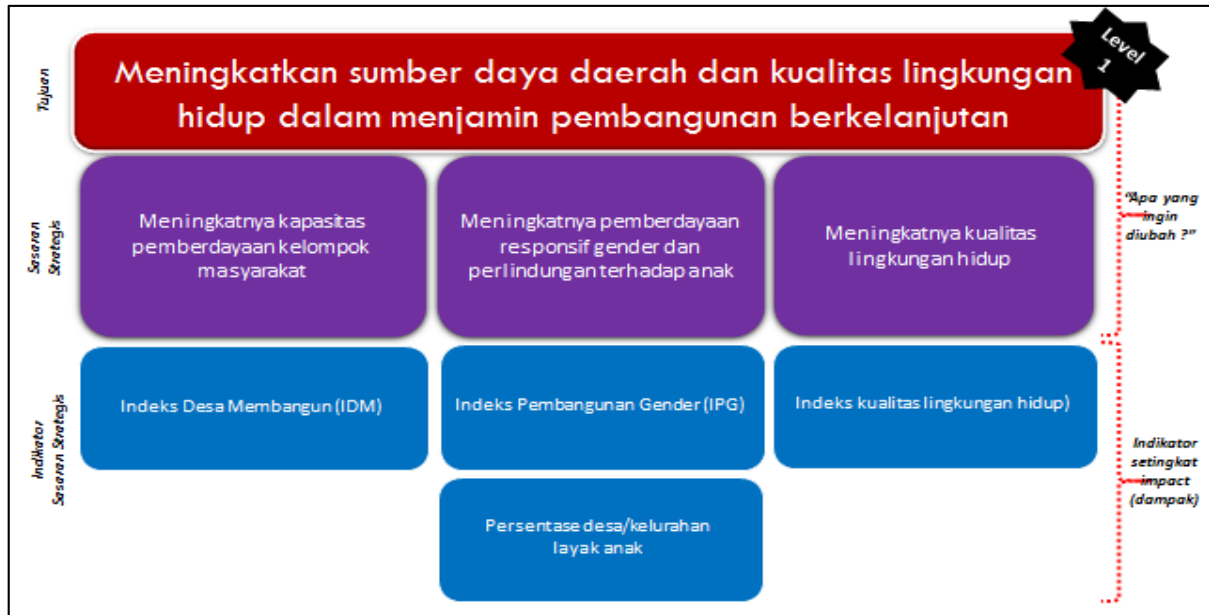 Level
1
Tujuan
Meningkatkan sumber daya daerah dan kualitas lingkungan
hidup dalam menjamin pembangunan berkelanjutan
Sasaran
Strategis
Meningkatnya kapasitas
pemberdayaan kelompok
masyarakat
Meningkatnya pemberdayaan
responsif gender dan
perlindungan terhadap anak
Meningkatnya kualitas
lingkungan hidup
"Apa yang
ingin
diubah ?"
Indikator
Sasaran Strategis
Indeks Desa Membangun (IDM)
Indeks Pembangunan Gender (IPG)
Indeks kualitas lingkungan hidup)
Persentase desa/kelurahan
layak anak
Indikator
setingkat
impact
(dampak)